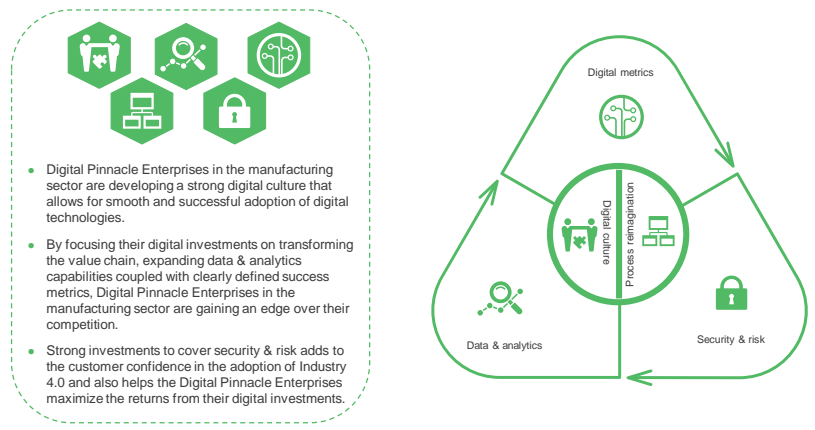 Digital Pinnacle Enterprises in the manufacturing
sector are developing a strong digital culture that
allows for smooth and successful adoption of digital
technologies.
By focusing their digital investments on transforming
the value chain, expanding data & analytics
capabilities coupled with clearly defined success
metrics, Digital Pinnacle Enterprises in the
manufacturing sector are gaining an edge over their
competition.
Strong investments to cover security & risk adds to
the customer confidence in the adoption of Industry
4.0 and also helps the Digital Pinnacle Enterprises
maximize the returns from their digital investments.
Digital metrics
Digital culture
Process reimagination
Data & analytics
Security & risk